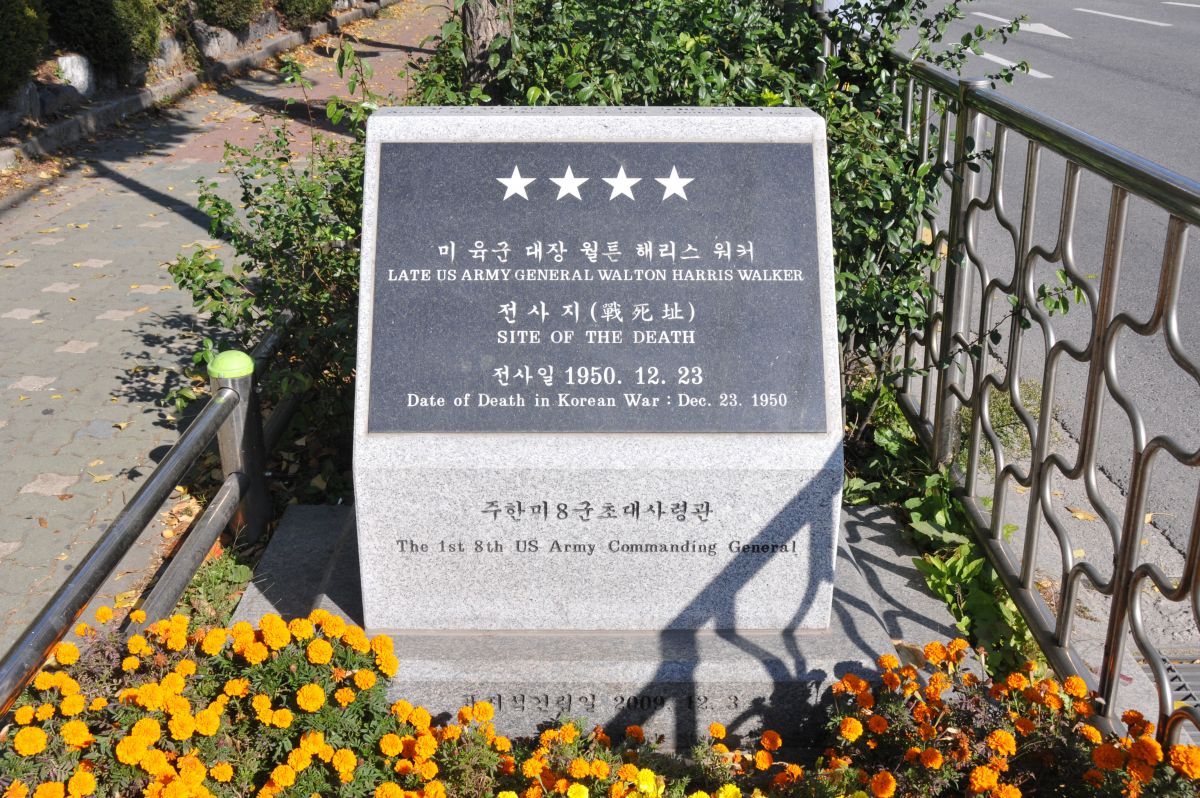 미 육군 대장 월튼 해리스 워커
LATE US ARMY GENERAL WALTON HARRIS WALKER
전사지(戰死址)
SITE OF THE DEATH
전사일 1950. 12. 23
Date of Death in Korean War : Dec. 23. 1950
주한미8군초대사령관
The 1st 8th US Army Commanding General
2009. 12. 3